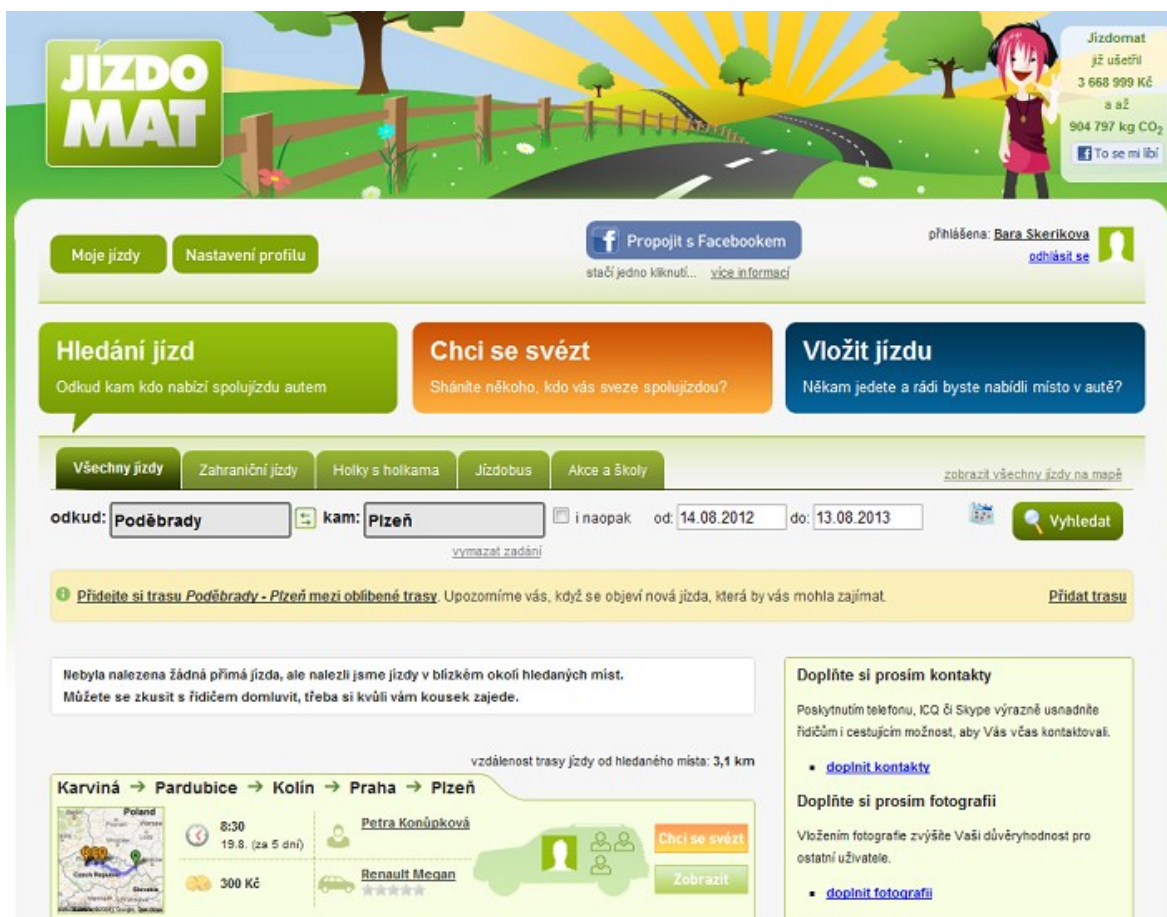 JÍZDO
MAT
Jizdomat
již ušetřil
3 668 999 Kč
a až
904 797 kg CO2
To se mi líbí
Moje jízdy
Nastavení profilu
Propojit s Facebookem
stačí jedno kliknutí... více informací
přihlášena: Bara Skerikova
odhlásit se
Hledání jízd
Odkud kam kdo nabízí spolujízdu autem
Chci se svézt
Sháníte někoho, kdo vás sveze spolujízdou?
Vložit jízdu
Někam jedete a rádi byste nabídli místo v autě?
Všechny jízdy
Zahraniční jízdy
Holky s holkama
Jízdobus
Akce a školy
zobrazit všechny jízdy na mapě
odkud: Poděbrady kam: Plzeň i naopak od: 14.08.2012 do: 13.08.2013 Vyhledat
vymazat zadání
Přidejte si trasu Poděbrady - Plzeň mezi oblíbené trasy. Upozorníme vás, když se objeví nová jízda, která by vás mohla zajímat. Přidat trasu
Nebyla nalezena žádná přímá jízda, ale nalezli jsme jízdy v blízkém okolí hledaných míst.
Můžete se zkusit s řidičem domluvit, třeba si kvůli vám kousek zajede.
vzdálenost trasy jízdy od hledaného místa: 3,1 km
Karviná → Pardubice → Kolín → Praha → Plzeň
Poland
Czech Republic
Slovakia
8:30
19.8. (za 5 dní)
300 Kč
Petra Konůpková
Renault Megan
Chci se svézt
Zobrazit
Doplňte si prosím kontakty
Poskytnutím telefonu, ICQ či Skype výrazně usnadníte
řidičům i cestujícím možnost, aby Vás včas kontaktovali.
doplnit kontakty
Doplňte si prosím fotografii
Vložením fotografie zvýšíte Vaši důvěryhodnost pro
ostatní uživatele.
doplnit fotografii